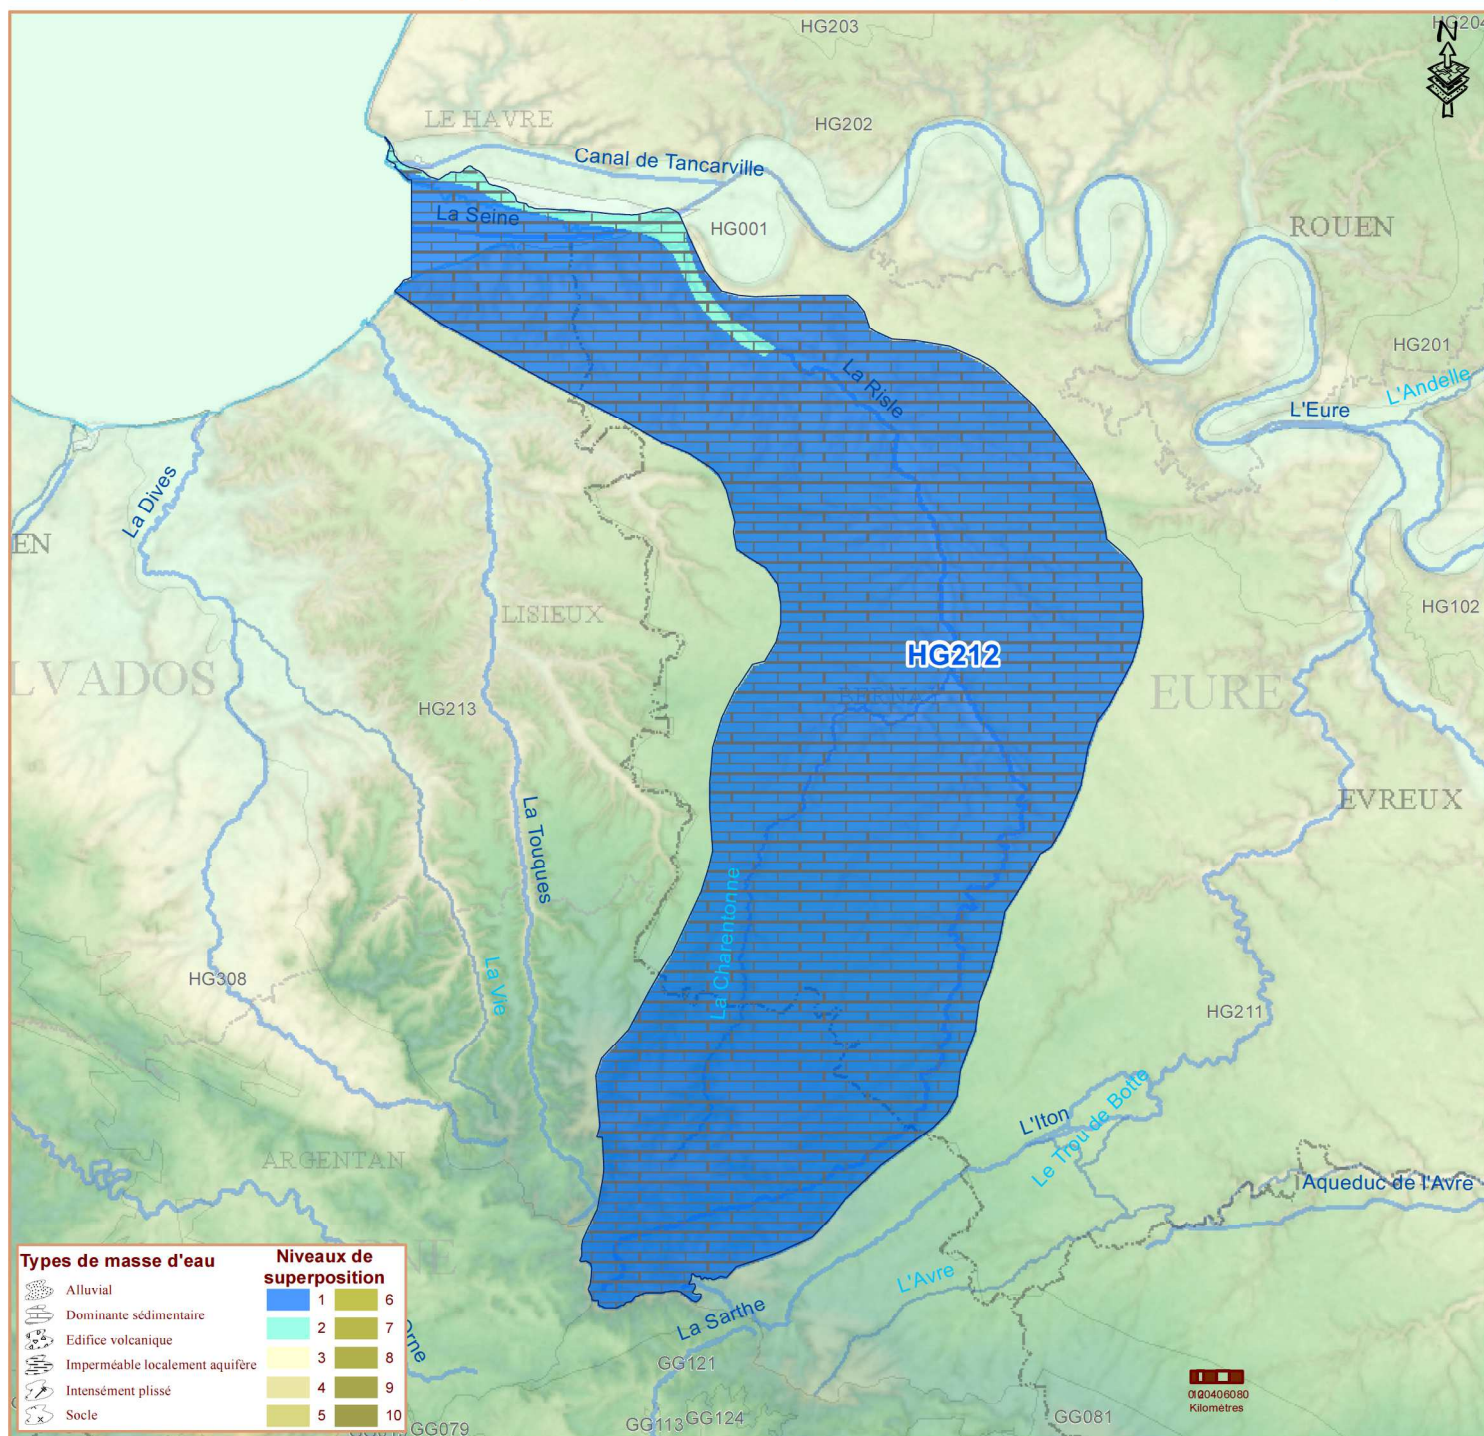 HG203
HG204
N
LE HAVRE
HG202
Canal de Tancarville
La Seine
HG001
ROUEN
HG201
L'Andelle
La Risle
L'Eure
La Dives
EN
LISIEUX
HG102
HG212
LVADOS
BERNA
EURE
HG213
EVREUX
La Touques
La Charentonne
HG308
La Vie
HG211
L'Iton
Le Trou de Botte
ARGENTAN
Aqueduc de l'Avre
NE
L'Avre
La Sarthe
Orne
GG121
GG113
GG124
GG081
GG079
Types de masse d'eau
Alluvial
Dominante sédimentaire
Edifice volcanique
Imperméable localement aquifère
Intensément plissé
Socle
Niveaux de
superposition
1 6
2 7
3 8
4 9
5 10
Kilomètres